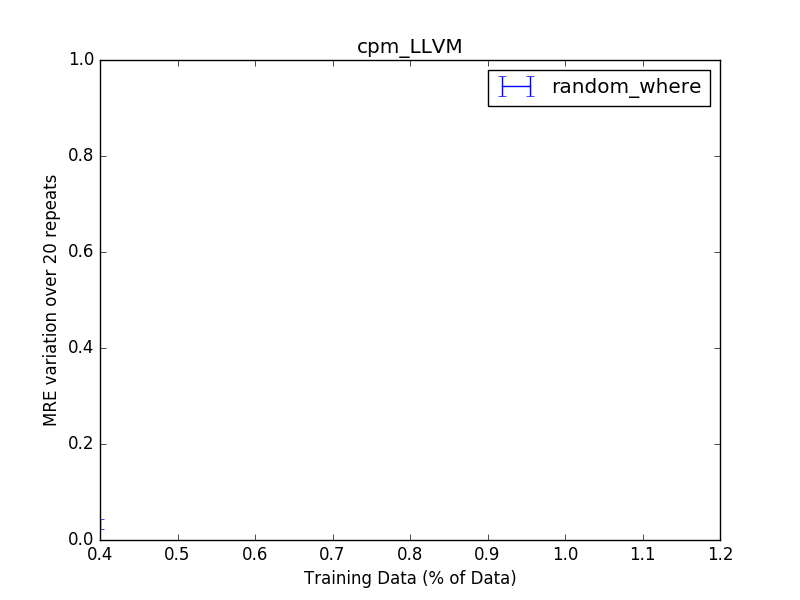 cpm_LLVM
random_where
MRE variation over 20 repeats
1.0
0.8
0.6
0.4
0.2
0.0
0.4 0.5 0.6 0.7 0.8 0.9 1.0 1.1 1.2
Training Data (% of Data)